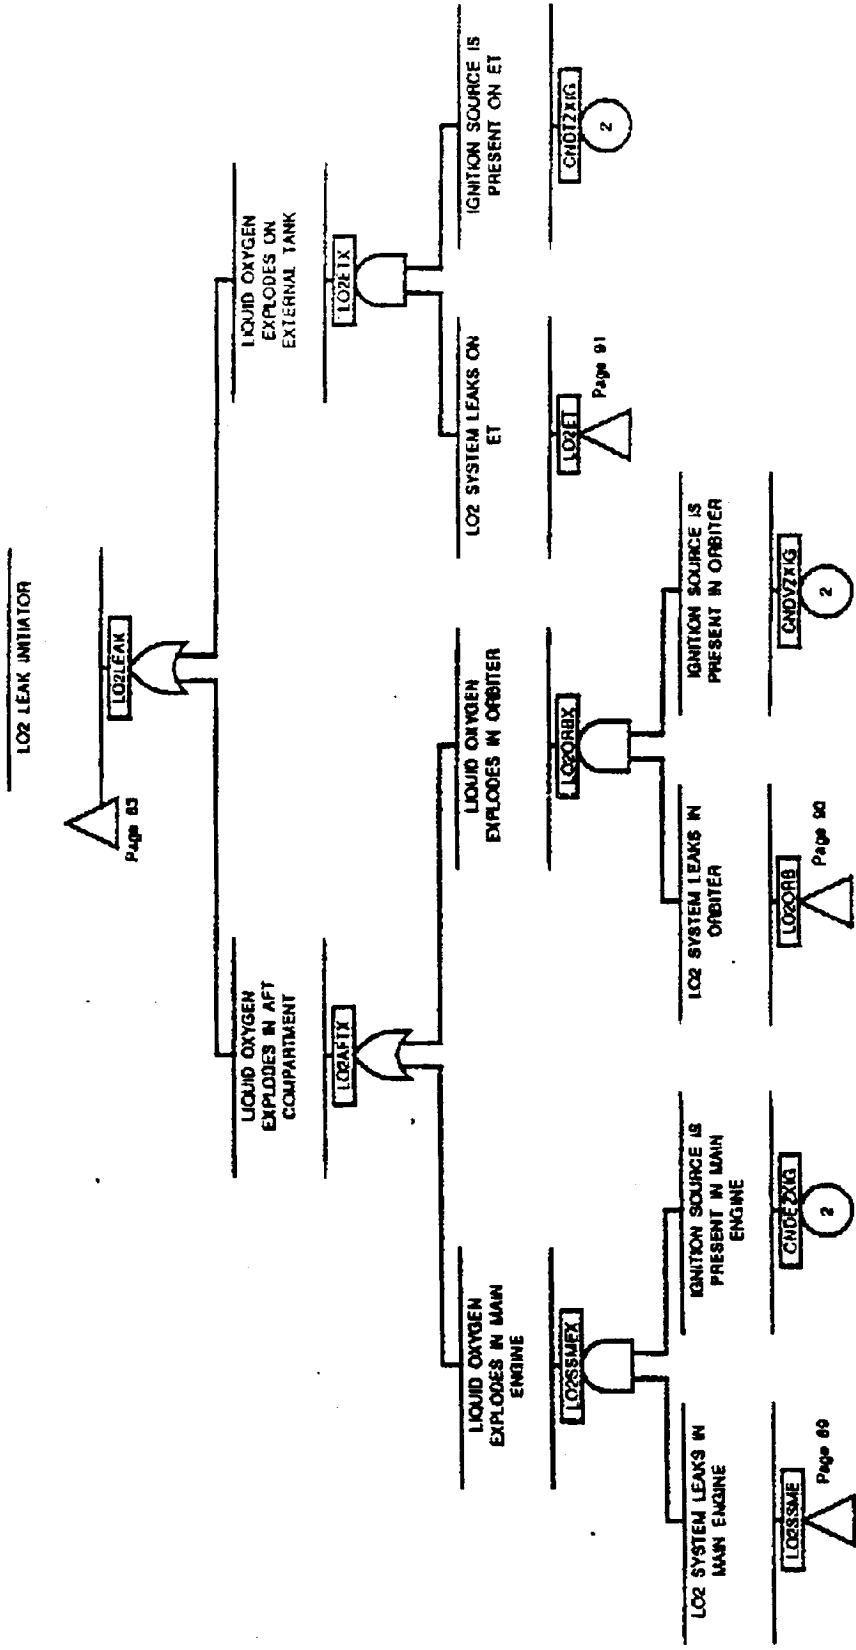 LO2 LEAK INITIATOR
LO2LEAK
Page 83
LIQUID OXYGEN
EXPLODES IN AFT
COMPARTMENT
LO2AFTX
LIQUID OXYGEN
EXPLODES ON
EXTERNAL TANK
LO2ETX
LIQUID OXYGEN
EXPLODES IN MAIN
ENGINE
LO2SSMEX
LIQUID OXYGEN
EXPLODES IN ORBITER
LO2ORBX
LO2 SYSTEM LEAKS ON
ET
LO2ET
Page 91
IGNITION SOURCE IS
PRESENT ON ET
CNDTZXIG
2
LO2 SYSTEM LEAKS IN
MAIN ENGINE
LO2SSME
Page 89
IGNITION SOURCE IS
PRESENT IN MAIN
ENGINE
CNDEZXIG
2
LO2 SYSTEM LEAKS IN
ORBITER
LO2ORB
Page 90
IGNITION SOURCE IS
PRESENT IN ORBITER
CNDVZXIG
2